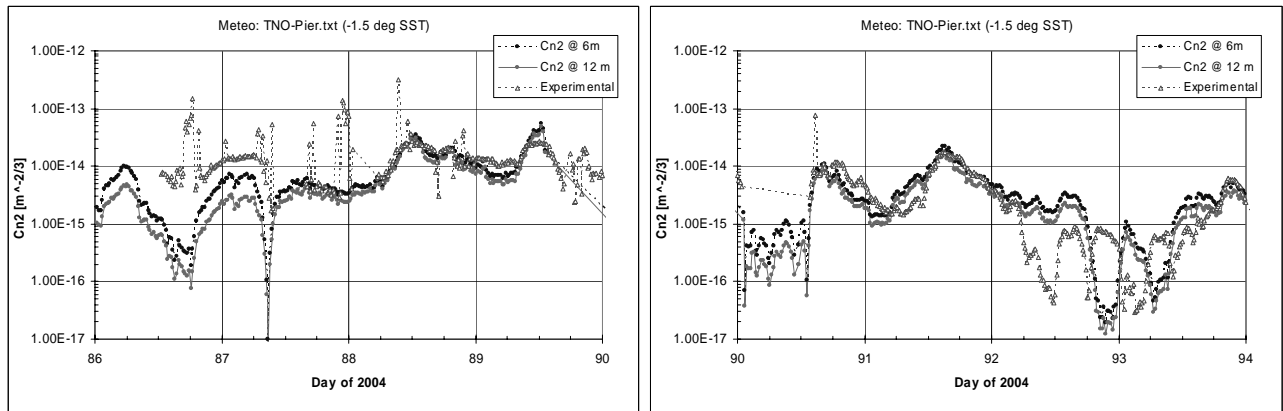 Meteo: TNO-Pier.txt (-1.5 deg SST)
Cn2 @ 6m
Cn2 @ 12 m
Experimental
1.00E-12
1.00E-13
1.00E-14
1.00E-15
1.00E-16
1.00E-17
Cn2 [m^-2/3]
86 87 88 89 90
Day of 2004
Meteo: TNO-Pier.txt (-1.5 deg SST)
Cn2 @ 6m
Cn2 @ 12 m
Experimental
1.00E-12
1.00E-13
1.00E-14
1.00E-15
1.00E-16
1.00E-17
Cn2 [m^-2/3]
90 91 92 93 94
Day of 2004